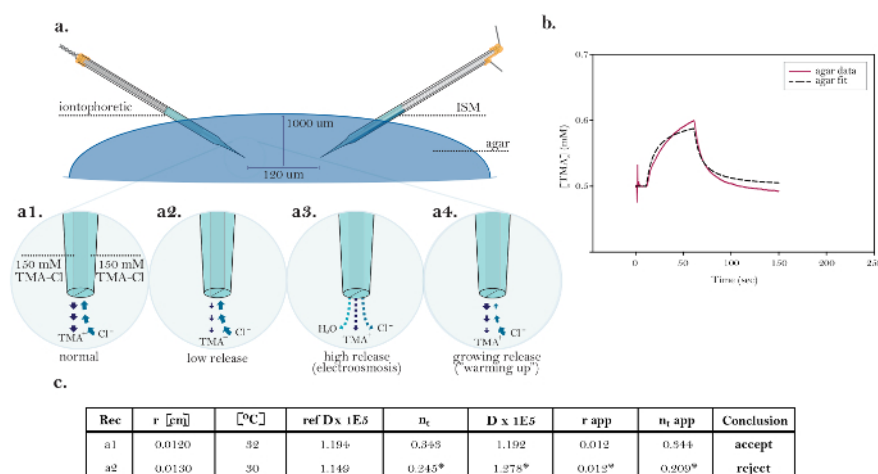 a.
iontophoretic
ISM
1000 um
agar
120 um
b.
0.7
0.6
0.5
[TMA+] (mM)
agar data
agar fit
0 50 100 150 200 250
Time (sec)
a1.
a2.
a3.
a4.
150 mM
TMA-Cl
150 mM
TMA-Cl
TMA+ Cl−
normal
TMA+ Cl−
low release
H2O TMA+ Cl−
high release
(electroosmosis)
TMA+ Cl−
growing release
("warming up")
c.
Rec r [cm] [°C] ref D x 1E5 nt D x 1E5 r app nt app Conclusion
a1 0.0120 32 1.194 0.343 1.192 0.012 0.344 accept
a2 0.0130 30 1.149 0.245* 1.278* 0.012* 0.209* reject